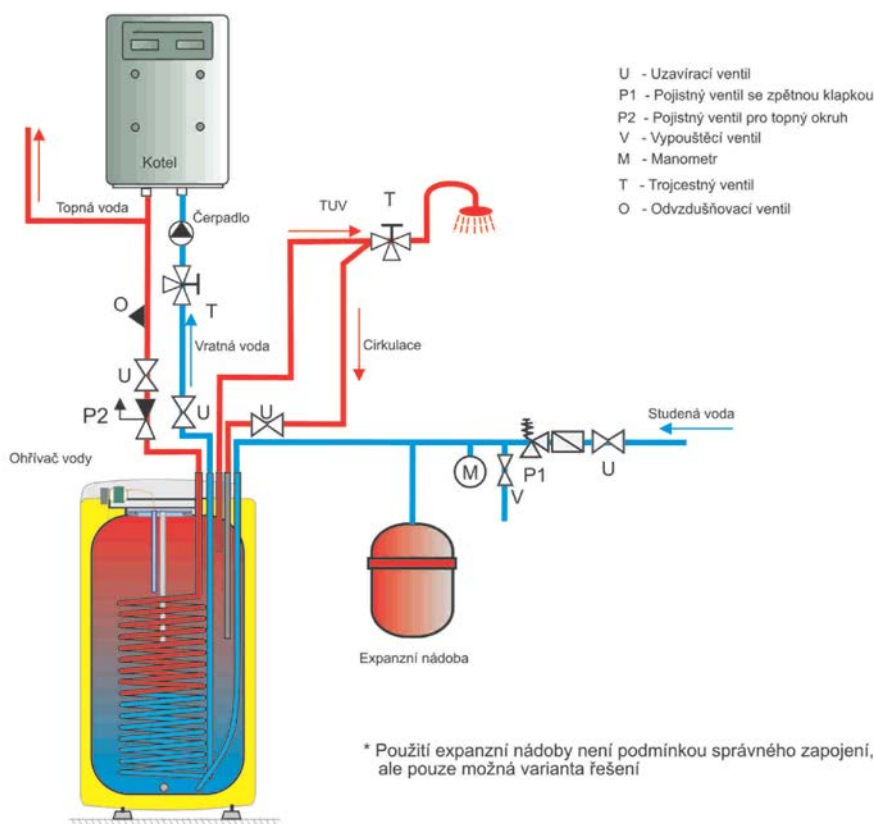 U - Uzavírací ventil
P1 - Pojistný ventil se zpětnou klapkou
P2 - Pojistný ventil pro topný okruh
V - Vypouštěcí ventil
M - Manometr
T - Trojcestný ventil
O - Odvzdušňovací ventil
Kotel
Topná voda
Čerpadlo
TUV
T
O
T
Vratná voda
Cirkulace
U
P2
U
U
Studená voda
Ohřívač vody
M
P1
U
V
Expanzní nádoba
* Použití expanzní nádoby není podmínkou správného zapojení,
ale pouze možná varianta řešení